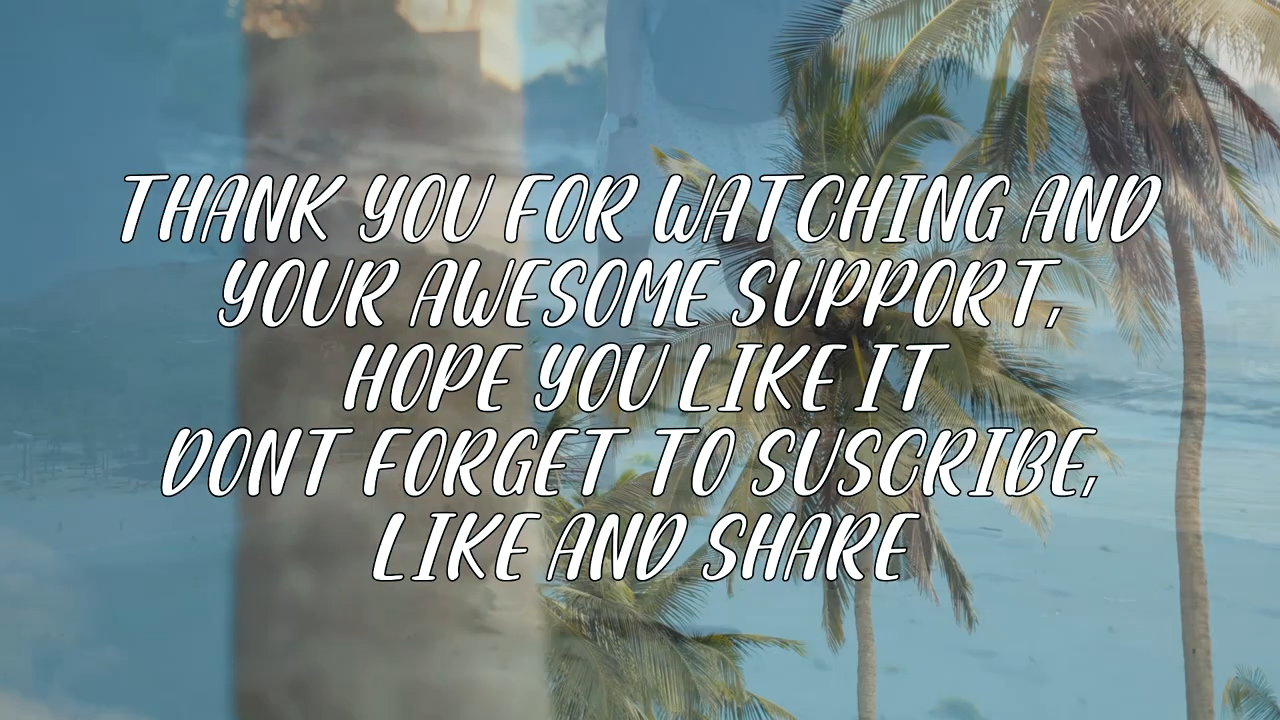 THANK YOU FOR WATCHING AND
YOUR AWESOME SUPPORT,
HOPE YOU LIKE IT
DONT FORGET TO SUSCRIBE,
LIKE AND SHARE